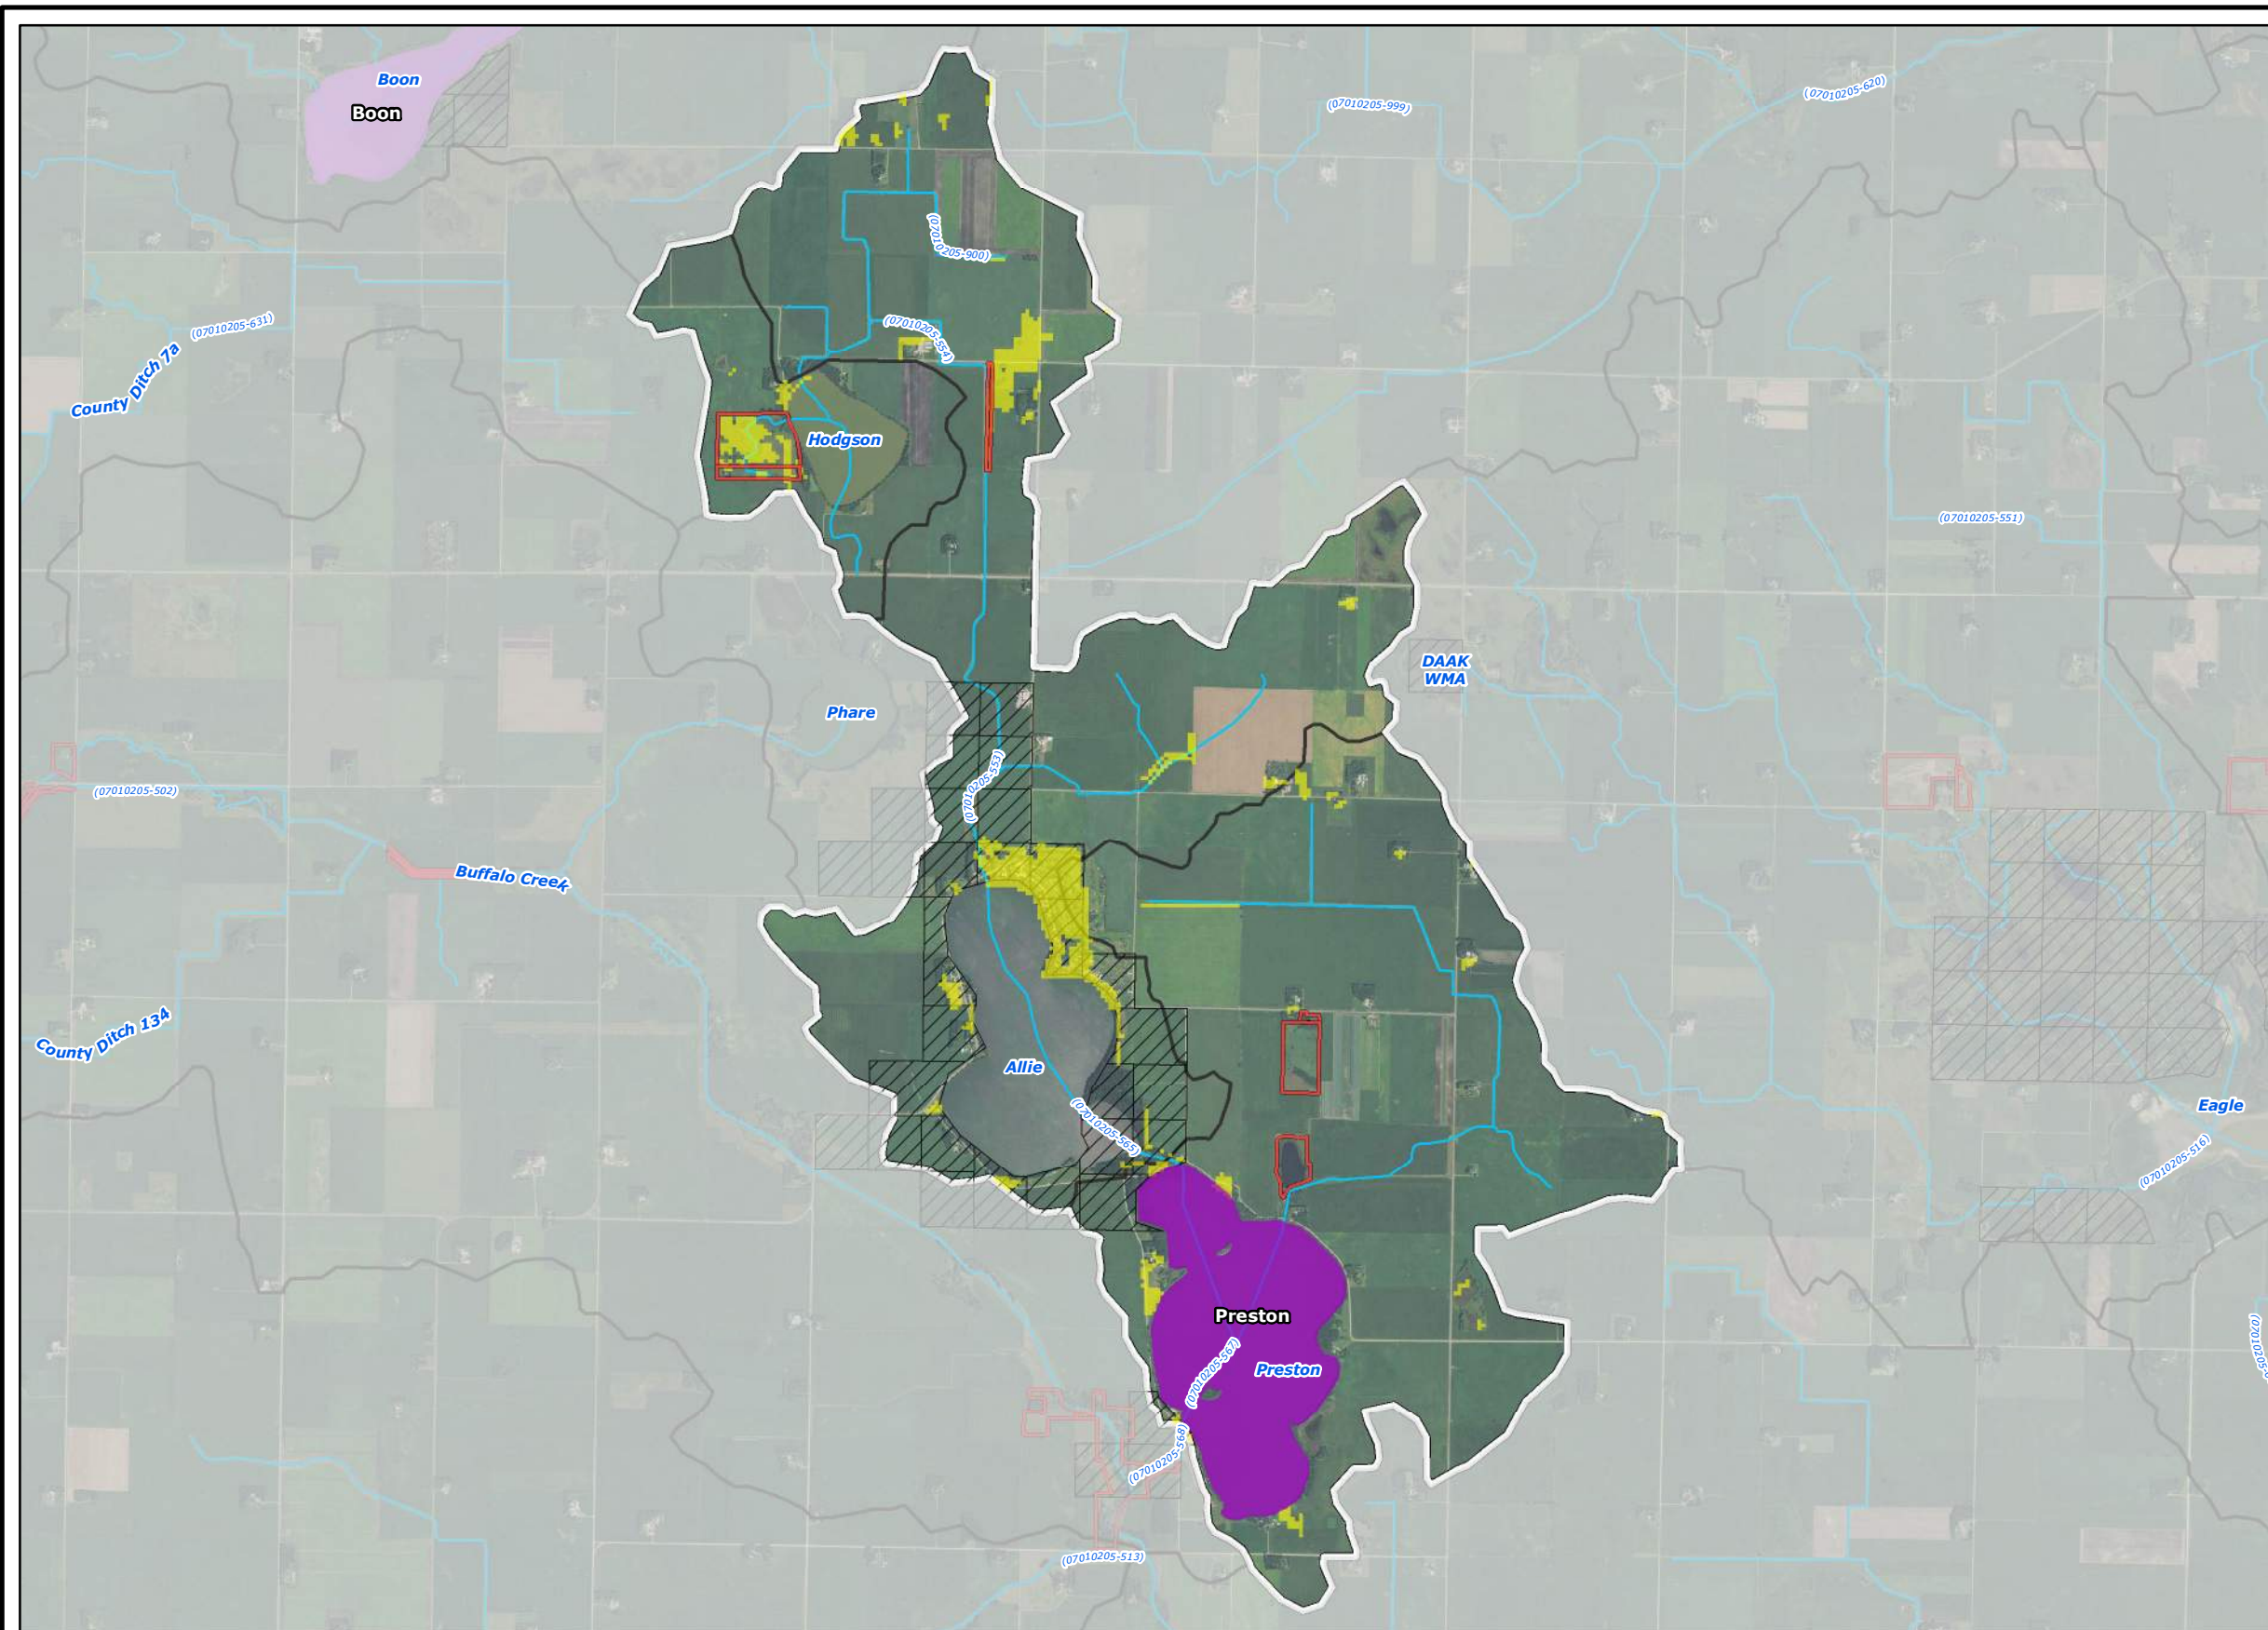 Boon
Boon
(07010205-999)
(07010205-620)
(07010205-900)
(07010205-631)
(07010205-554)
County Ditch 7a
Hodgson
(07010205-551)
DAAK
WMA
Phare
(07010205-553)
(07010205-502)
Buffalo Creek
County Ditch 134
Allie
(07010205-565)
Eagle
(07010205-516)
Preston
(07010205-567)
Preston
(07010205-568)
(07010205-513)